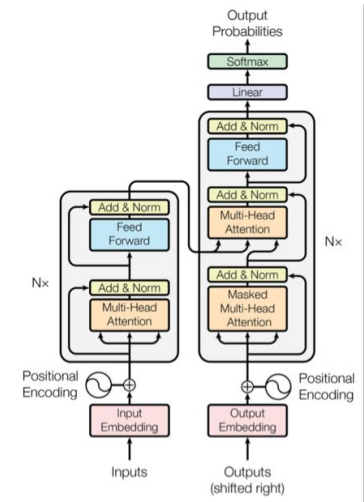 Output
Probabilities
Softmax
Linear
Add & Norm
Feed
Forward
Add & Norm
Multi-Head
Attention
Add & Norm
Masked
Multi-Head
Attention
Nx
Add & Norm
Feed
Forward
Add & Norm
Multi-Head
Attention
Nx
Positional
Encoding
Input
Embedding
Inputs
Positional
Encoding
Output
Embedding
Outputs
(shifted right)